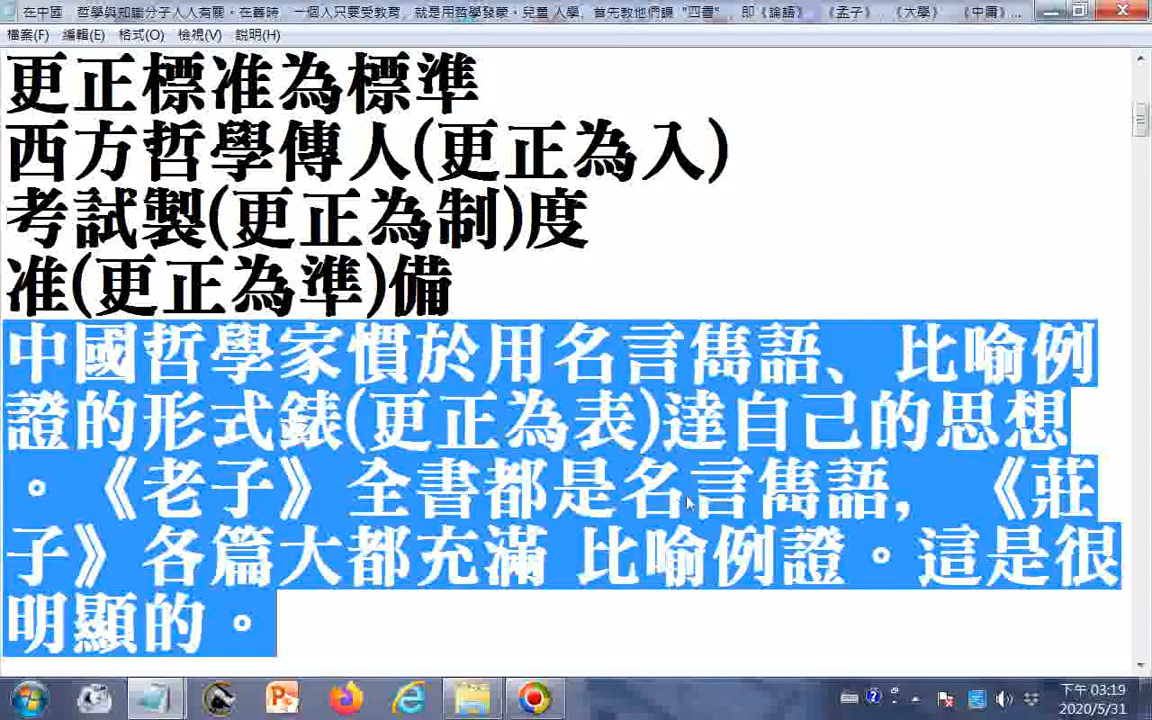 在中國 哲學與知識分子人人有關。在舊時 一個人只要受教育, 就是用哲學發蒙。兒童 入學, 首先教他們讀 "四書", 即《論語》 《孟子》 《大學》 《中庸》...
檔案(F) 編輯(E) 格式(O) 檢視(V) 說明(H)
更正標准為標準
西方哲學傳人(更正為入)
考試製(更正為制)度
准(更正為準)備
中國哲學家慣於用名言雋語、比喻例
證的形式錶(更正為表)達自己的思想
。《老子》全書都是名言雋語, 《莊
子》各篇大都充滿 比喻例證。這是很
明顯的。
下午 03:19
2020/5/31